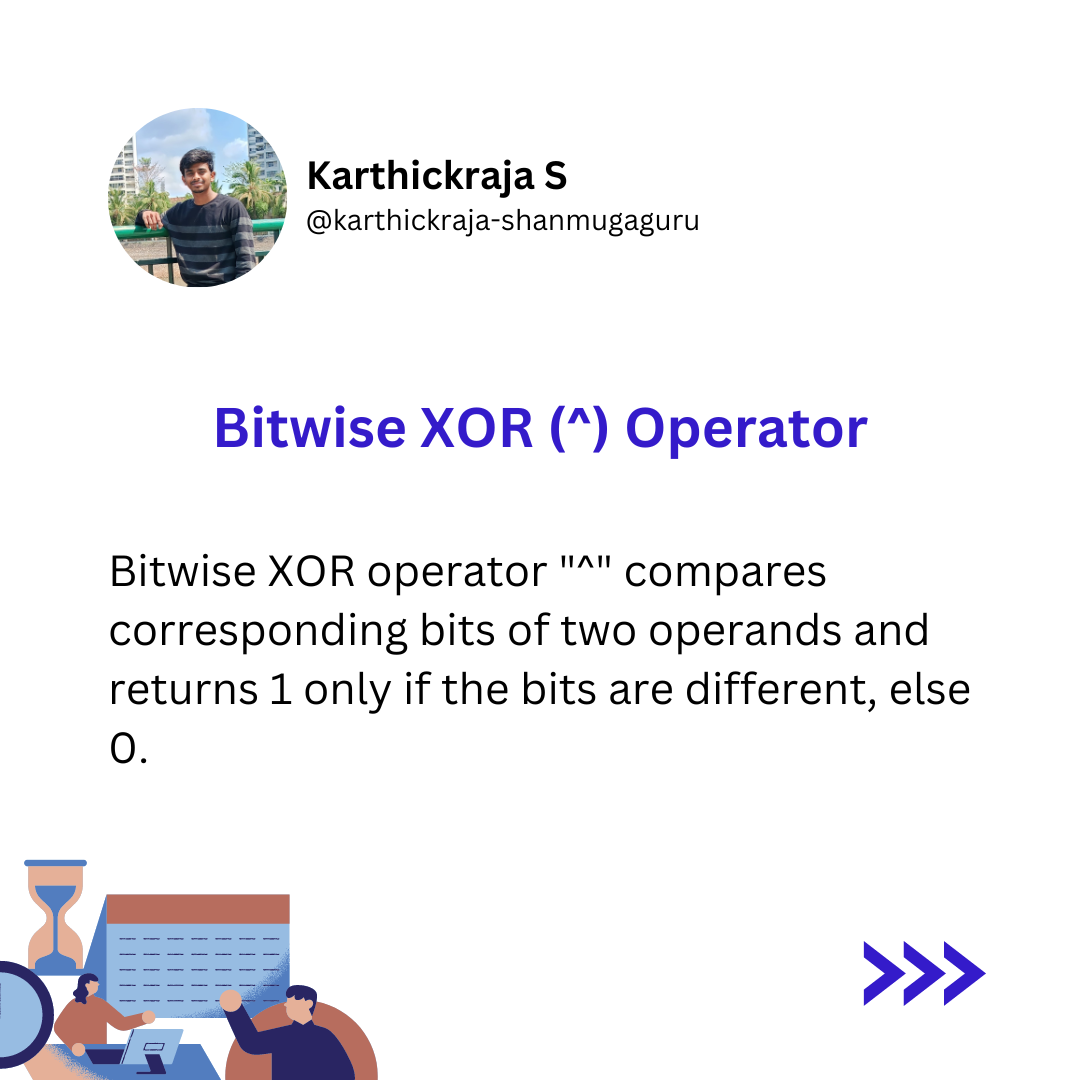 Karthickraja S
@karthickraja-shanmugaguru
Bitwise XOR (^) Operator
Bitwise XOR operator "^" compares
corresponding bits of two operands and
returns 1 only if the bits are different, else
0.